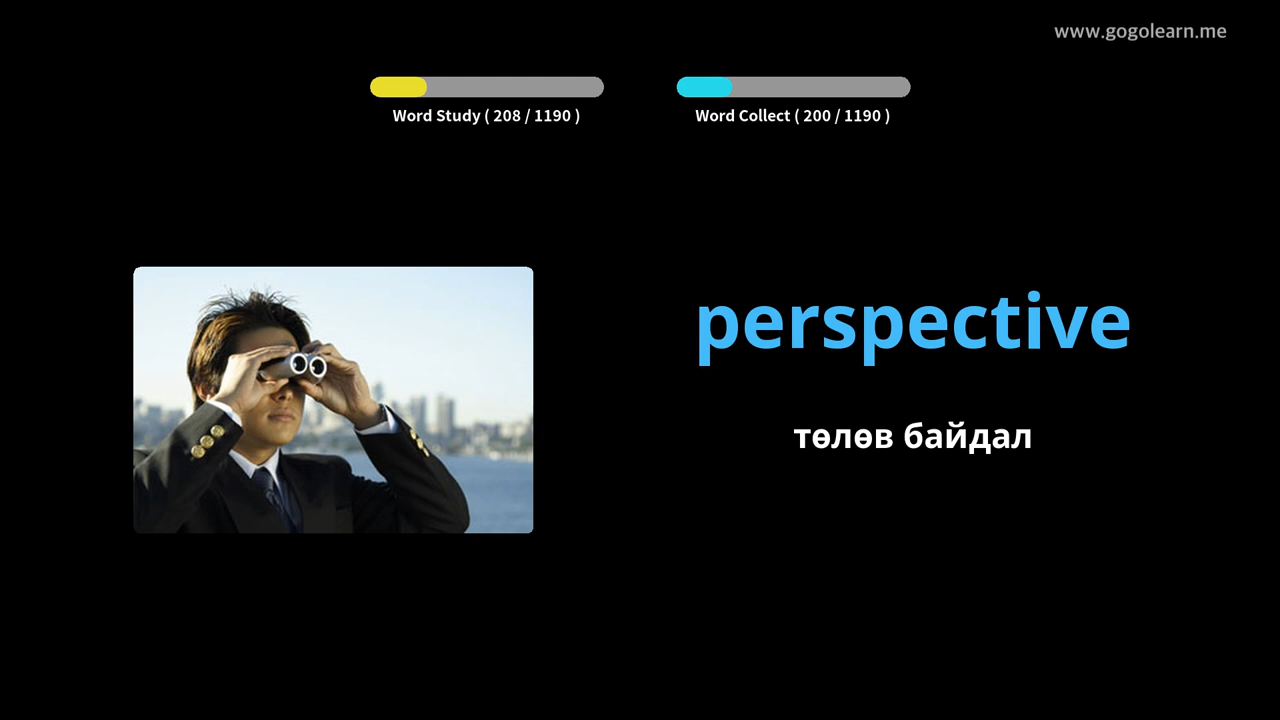 www.gogolearn.me
Word Study ( 208 / 1190 )
Word Collect ( 200 / 1190 )
perspective
төлөв байдал